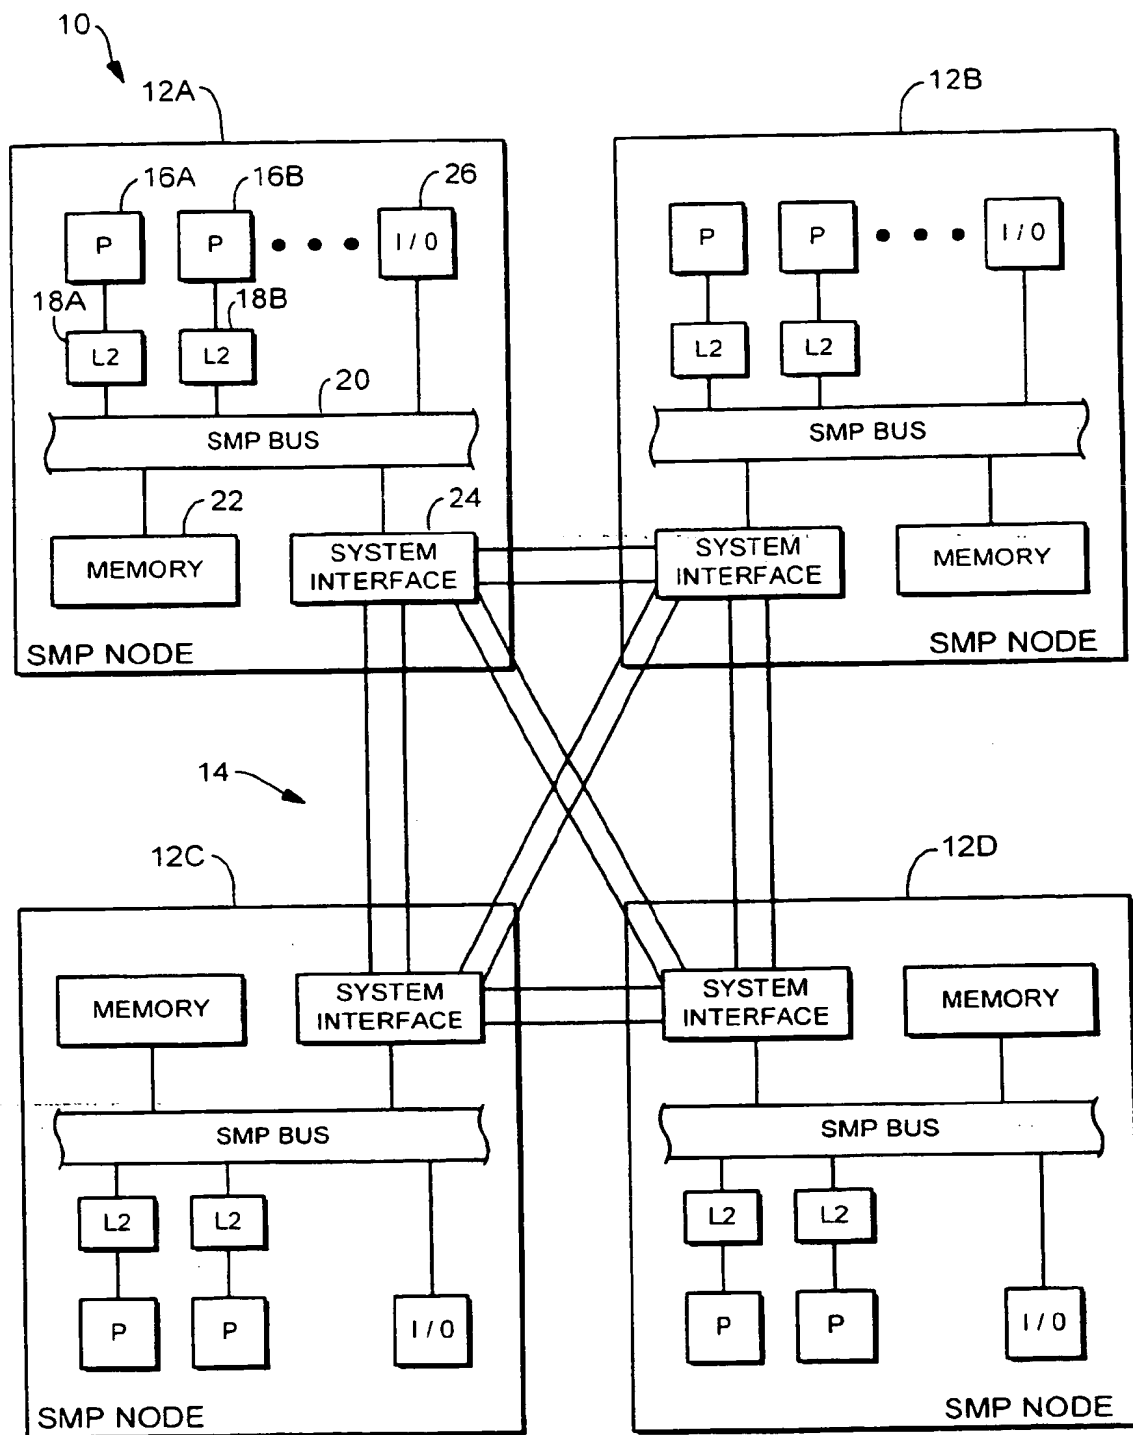 10
12A
12B
16A
16B
26
P
P
I/O
P
P
I/O
18A
18B
L2
L2
L2
L2
20
SMP BUS
SMP BUS
22
24
MEMORY
SYSTEM
INTERFACE
SYSTEM
INTERFACE
MEMORY
SMP NODE
SMP NODE
14
12C
12D
MEMORY
SYSTEM
INTERFACE
SYSTEM
INTERFACE
MEMORY
SMP BUS
SMP BUS
L2
L2
L2
L2
P
P
I/O
P
P
I/O
SMP NODE
SMP NODE